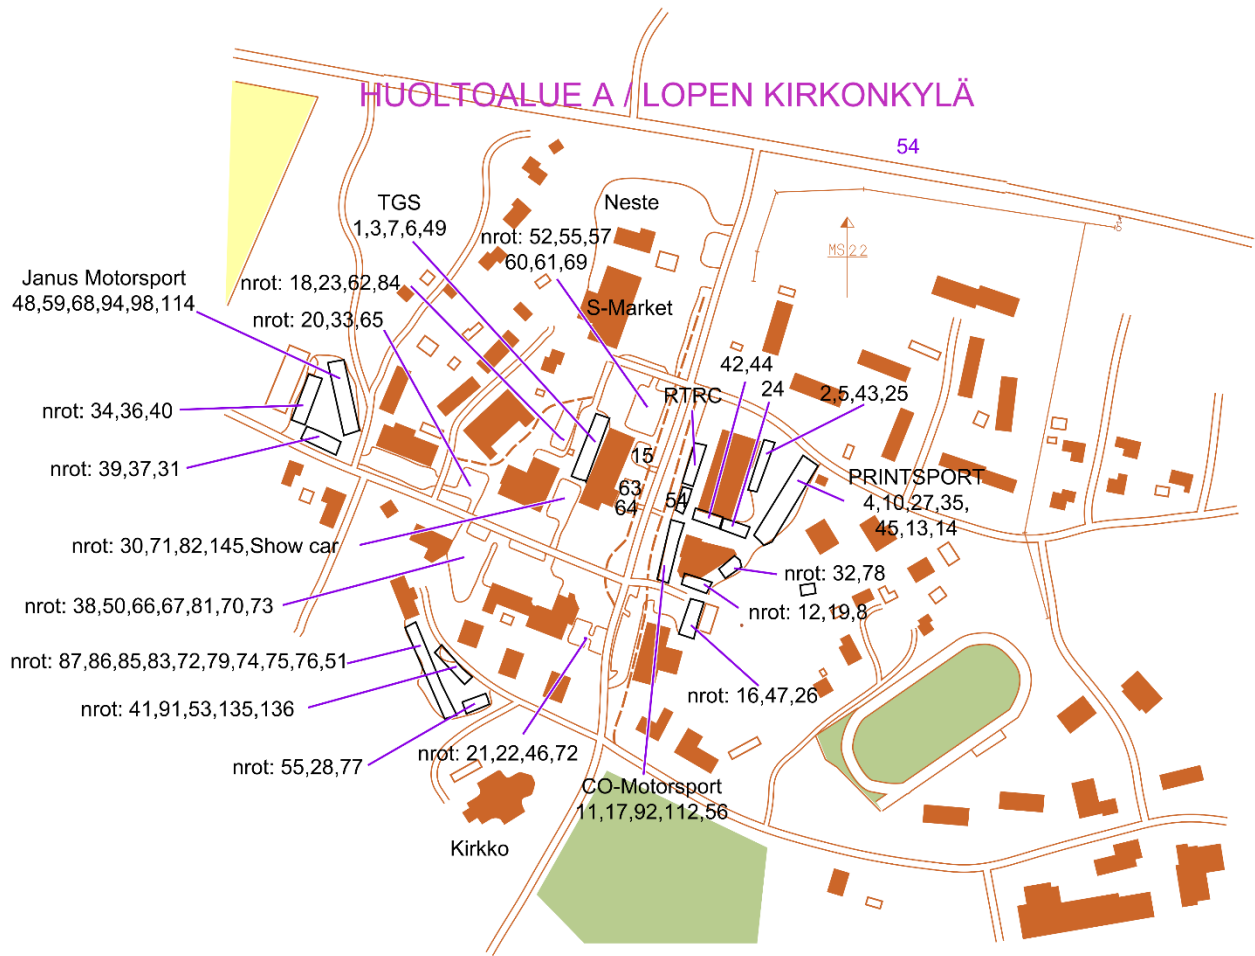 HUOLTOALUE A / LOPEN KIRKONKYLÄ
54
TGS
1,3,7,6,49
Neste
nrot: 52,55,57
60,61,69
MS22
Janus Motorsport
48,59,68,94,98,114
nrot: 18,23,62,84
nrot: 20,33,65
S-Market
42,44
24
2,5,43,25
RTRC
nrot: 34,36,40
nrot: 39,37,31
15
63
64
54
PRINTSPORT
4,10,27,35,
45,13,14
nrot: 30,71,82,145,Show car
nrot: 32,78
nrot: 38,50,66,67,81,70,73
nrot: 12,19,8
nrot: 87,86,85,83,72,79,74,75,76,51
nrot: 16,47,26
nrot: 41,91,53,135,136
nrot: 21,22,46,72
nrot: 55,28,77
CO-Motorsport
11,17,92,112,56
Kirkko